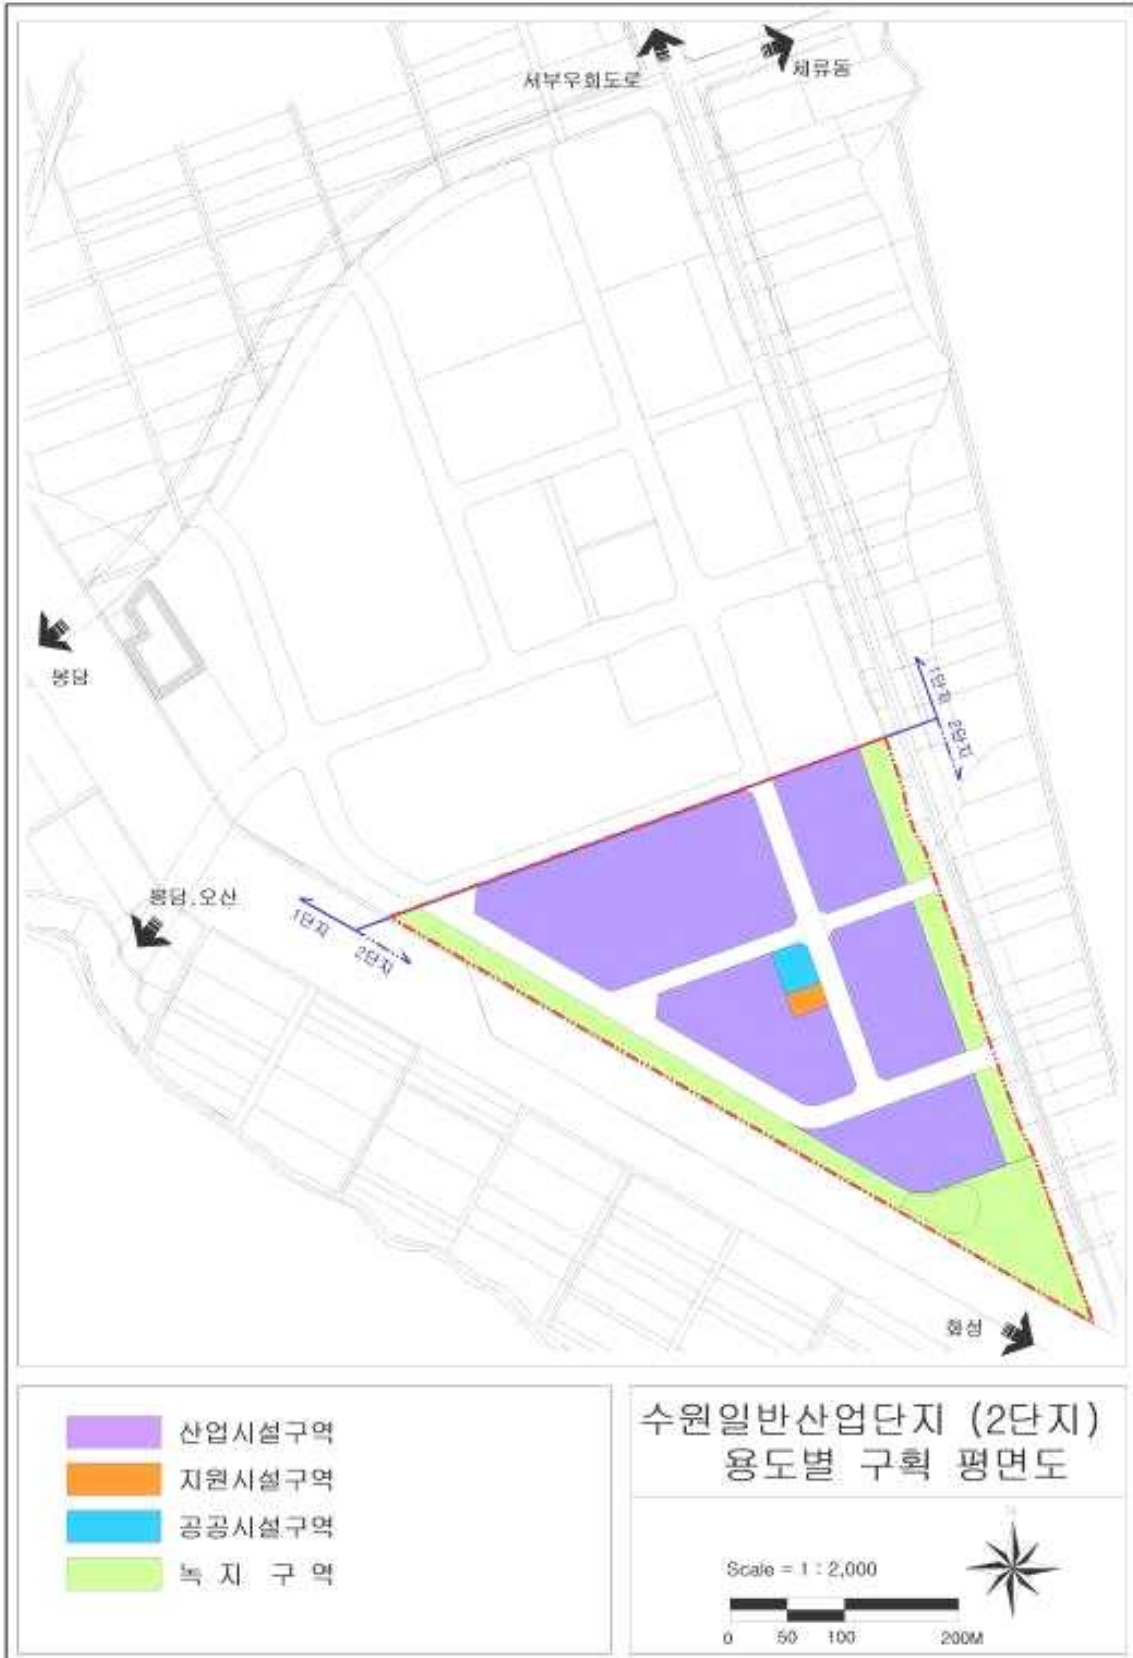 서부우회도로
체류동
봉담
1단지
2단지
봉담.오산
1단지
2단지
화성
산업시설구역
지원시설구역
공공시설구역
녹 지 구 역
수원일반산업단지 (2단지)
용도별 구획 평면도
N
Scale = 1 : 2,000
0 50 100 200M